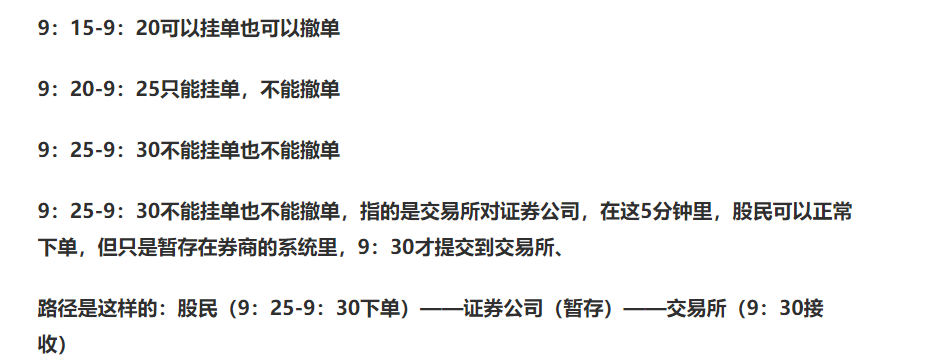 9：15-9：20可以挂单也可以撤单
9：20-9：25只能挂单，不能撤单
9：25-9：30不能挂单也不能撤单
9：25-9：30不能挂单也不能撤单，指的是交易所对证券公司，在这5分钟里，股民可以正常
下单，但只是暂存在券商的系统里，9：30才提交到交易所、
路径是这样的：股民（9：25-9：30下单）——证券公司（暂存）——交易所（9：30接
收）